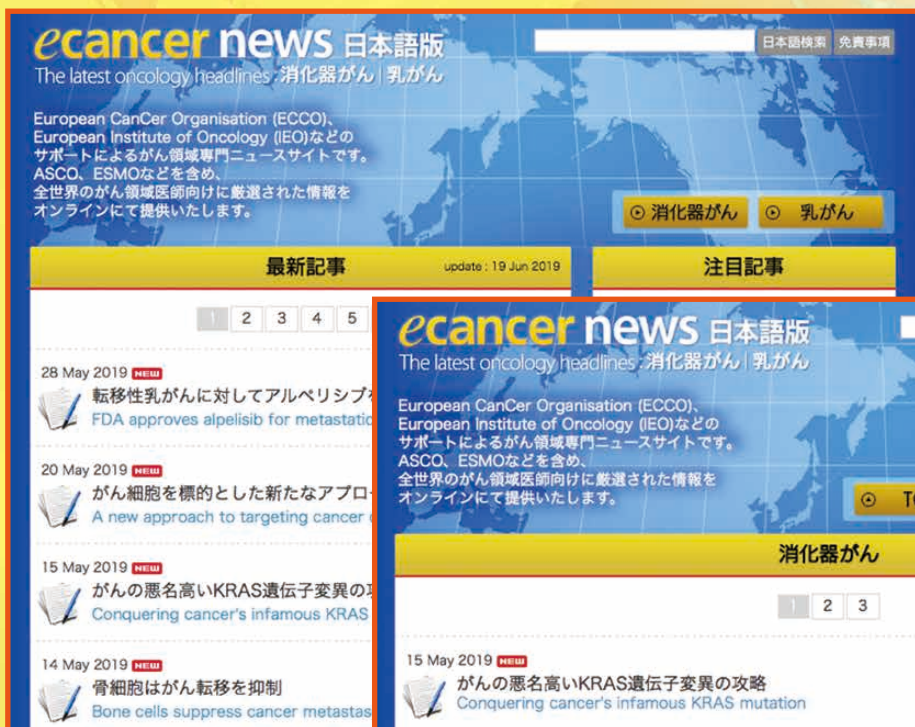 ecancer news 日本語版
日本語検索 免責事項
The latest oncology headlines : 消化器がん | 乳がん
European CanCer Organisation (ECCO)、
European Institute of Oncology (IEO)などの
サポートによるがん領域専門ニュースサイトです。
ASCO、ESMOなどを含め、
全世界のがん領域医師向けに厳選された情報を
オンラインにて提供いたします。
消化器がん
乳がん
最新記事 update : 19 Jun 2019
注目記事
1 2 3 4 5
28 May 2019 NEW
転移性乳がんに対してアルペリシブ
FDA approves alpelisib for metastatic
20 May 2019 NEW
がん細胞を標的とした新たなアプロー
A new approach to targeting cancer
15 May 2019 NEW
がんの悪名高いKRAS遺伝子変異の
Conquering cancer's infamous KRAS
14 May 2019 NEW
骨細胞はがん転移を抑制
Bone cells suppress cancer metastas
ecancer news 日本語版
The latest oncology headlines : 消化器がん | 乳がん
European CanCer Organisation (ECCO)、
European Institute of Oncology (IEO)などの
サポートによるがん領域専門ニュースサイトです。
ASCO、ESMOなどを含め、
全世界のがん領域医師向けに厳選された情報を
オンラインにて提供いたします。
消化器がん
1 2 3
15 May 2019 NEW
がんの悪名高いKRAS遺伝子変異の攻略
Conquering cancer's infamous KRAS mutation